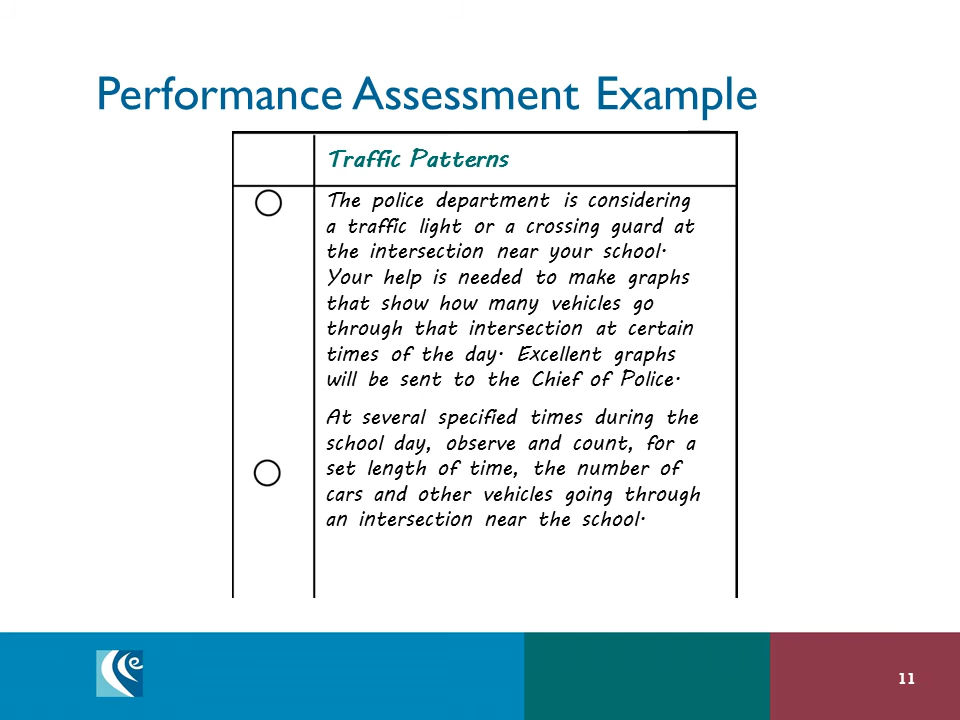 Performance Assessment Example
Traffic Patterns
The police department is considering
a traffic light or a crossing guard at
the intersection near your school.
Your help is needed to make graphs
that show how many vehicles go
through that intersection at certain
times of the day. Excellent graphs
will be sent to the Chief of Police.
At several specified times during the
school day, observe and count, for a
set length of time, the number of
cars and other vehicles going through
an intersection near the school.
e
11